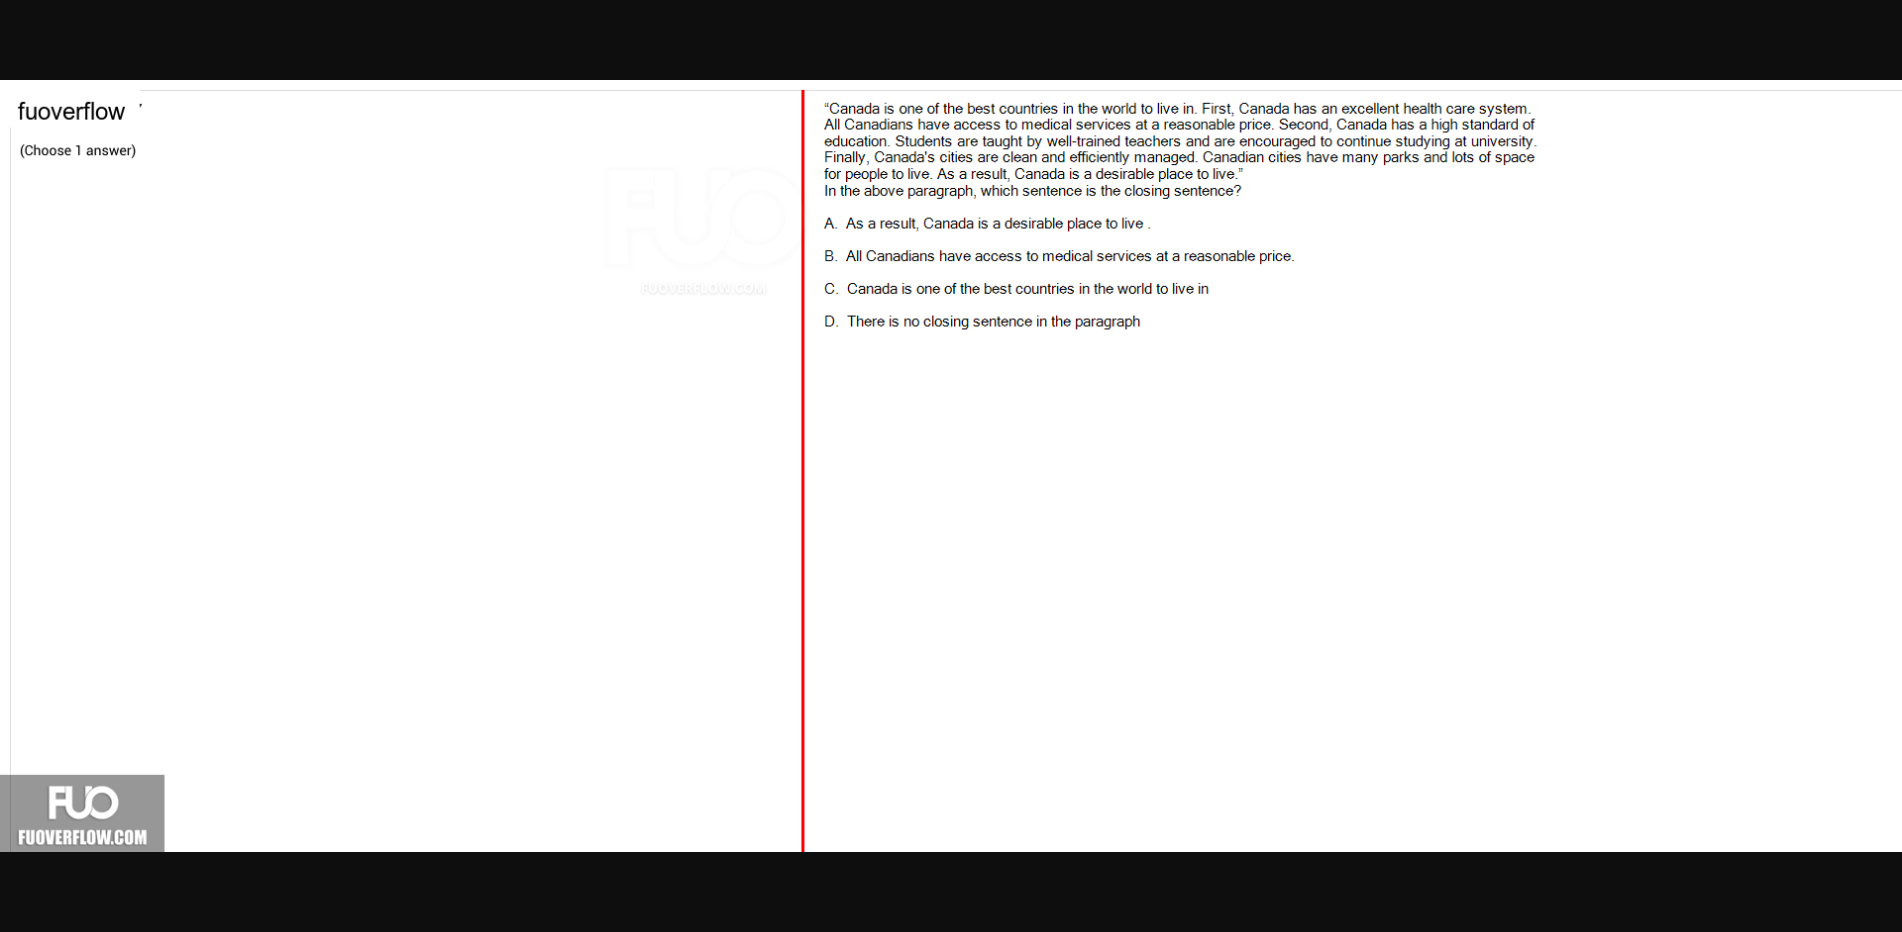 fuoverflow
(Choose 1 answer)
FUO
FUOVERFLOW.COM
“Canada is one of the best countries in the world to live in. First, Canada has an excellent health care system.
All Canadians have access to medical services at a reasonable price. Second, Canada has a high standard of
education. Students are taught by well-trained teachers and are encouraged to continue studying at university.
Finally, Canada's cities are clean and efficiently managed. Canadian cities have many parks and lots of space
for people to live. As a result, Canada is a desirable place to live.”
In the above paragraph, which sentence is the closing sentence?
A. As a result, Canada is a desirable place to live .
B. All Canadians have access to medical services at a reasonable price.
C. Canada is one of the best countries in the world to live in
D. There is no closing sentence in the paragraph
FUO
FUOVERFLOW.COM